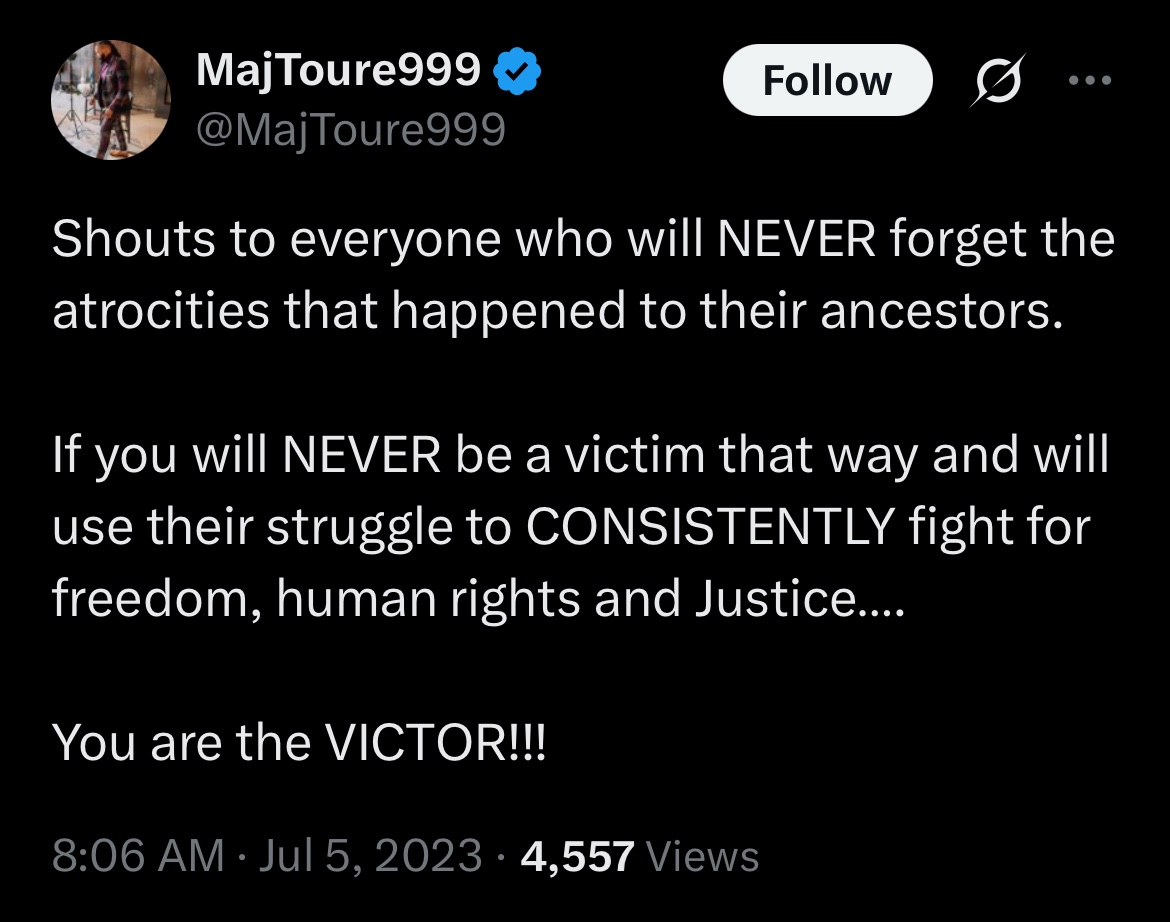 MajToure999
Follow
@MajToure999
Shouts to everyone who will NEVER forget the
atrocities that happened to their ancestors.
If you will NEVER be a victim that way and will
use their struggle to CONSISTENTLY fight for
freedom, human rights and Justice....
You are the VICTOR!!!
8:06 AM · Jul 5, 2023 · 4,557 Views